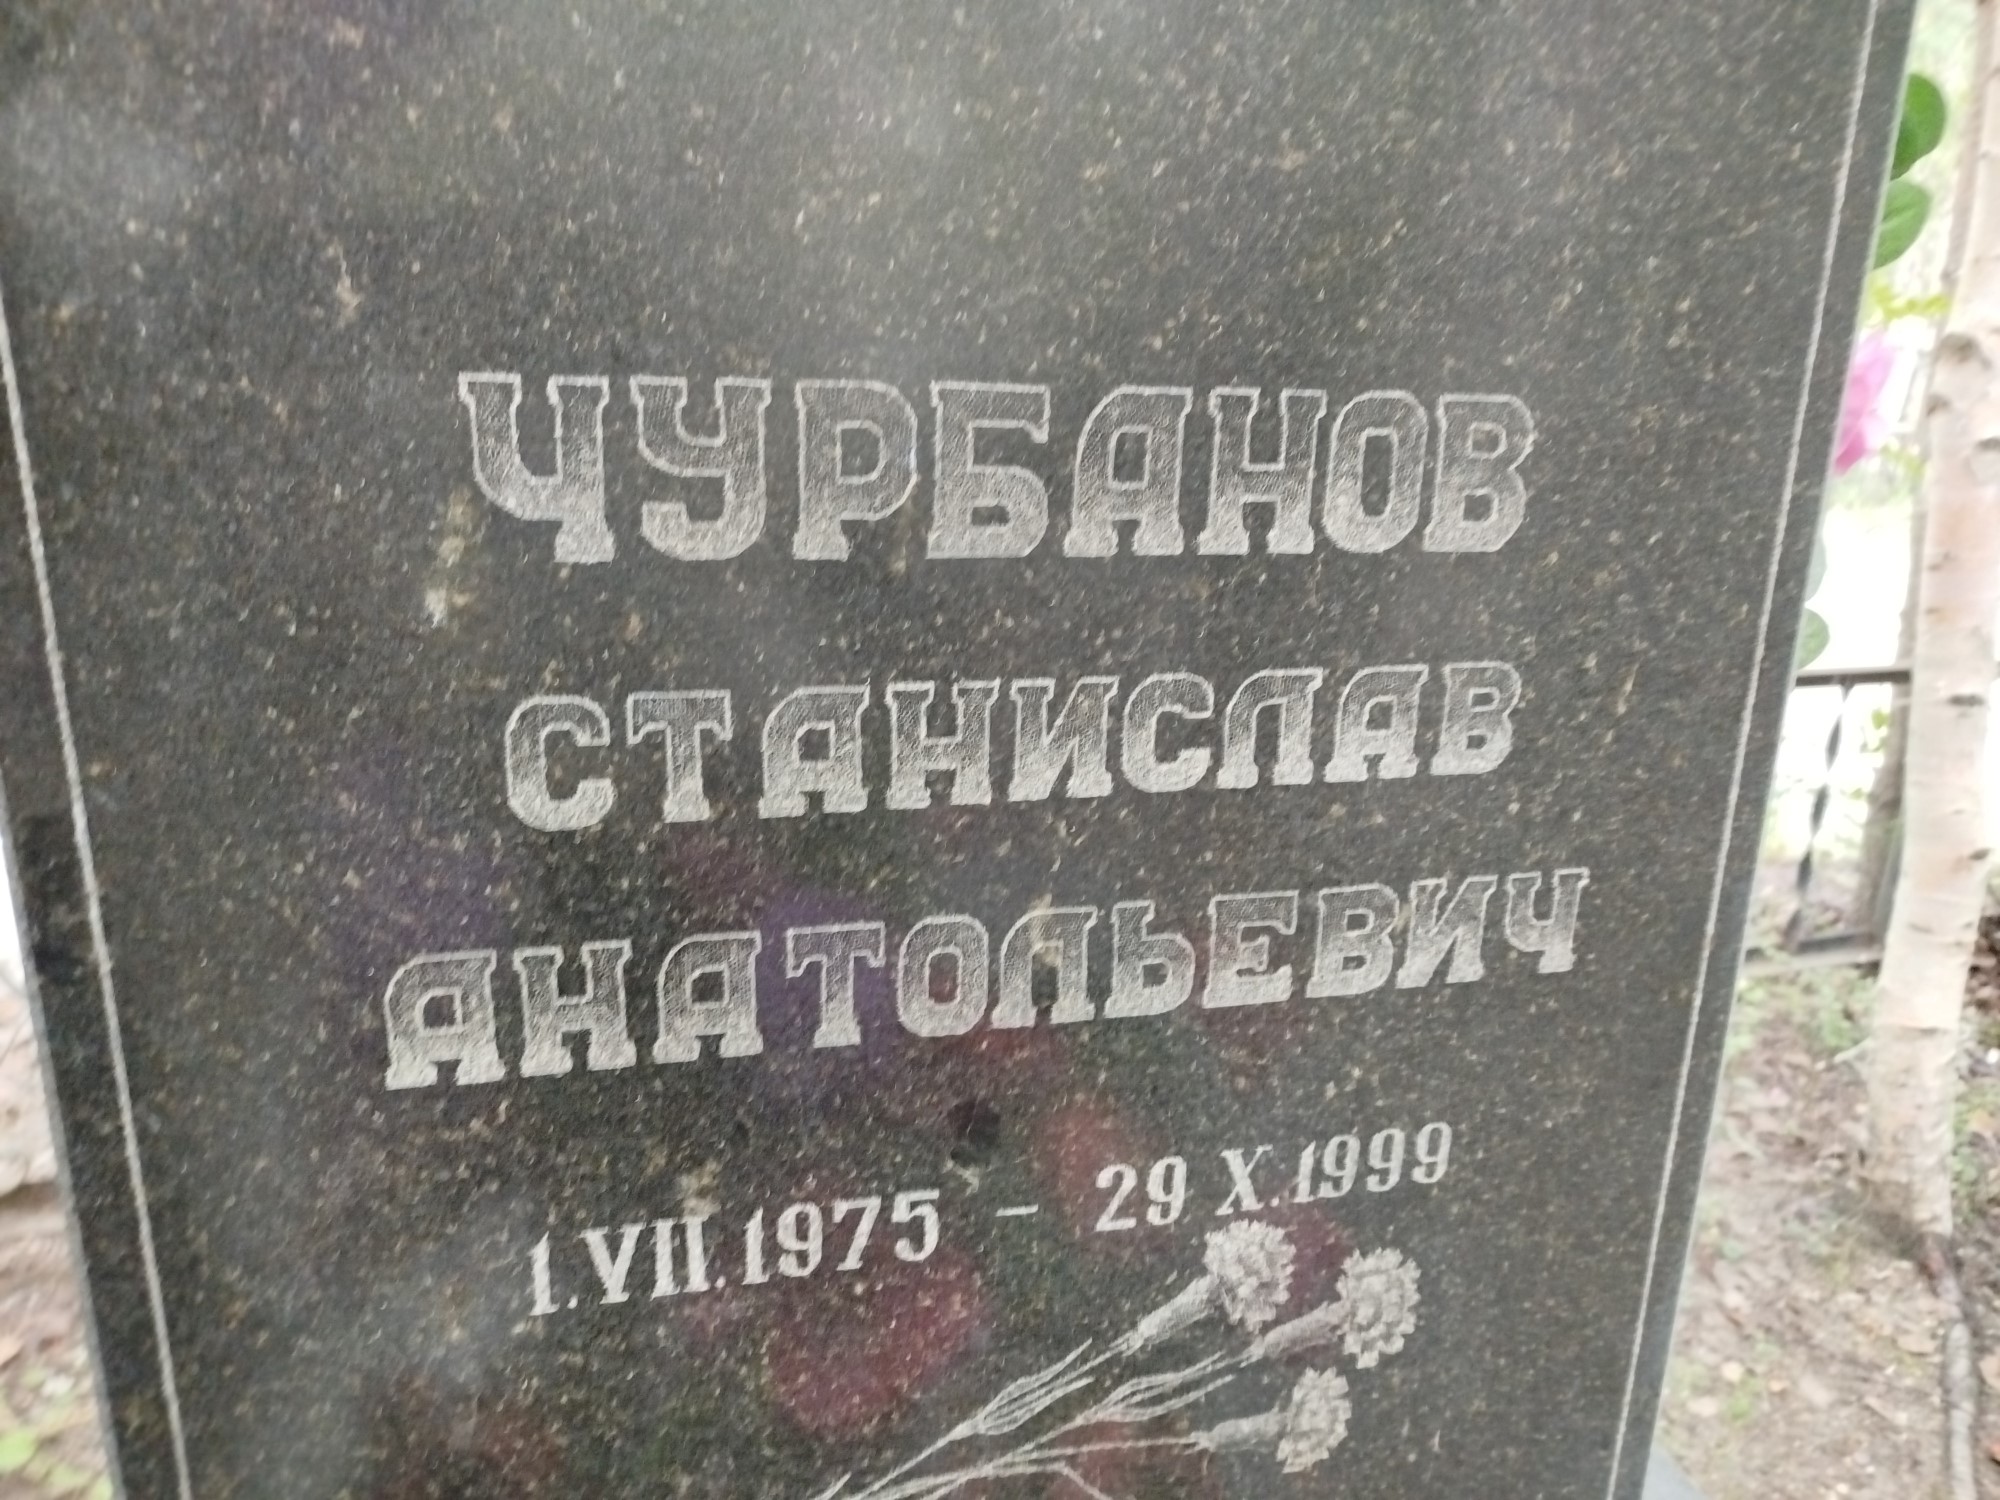 ЧУРБАНОВ
СТАНИСЛАВ
АНАТОЛЬЕВИЧ
1.VII.1975 - 29 X.1999